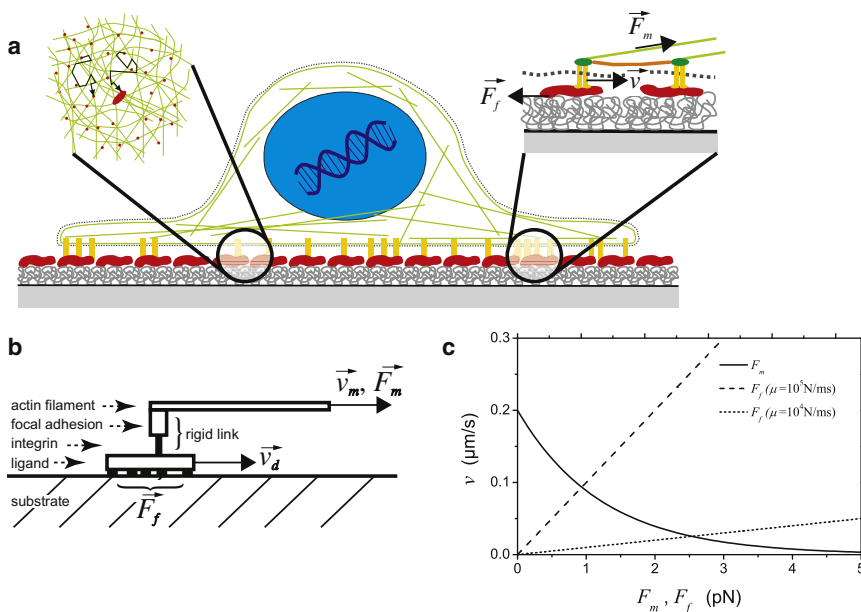 a
F_m
v
F_f
b
v_m, F_m
actin filament
focal adhesion
rigid link
integrin
ligand
v_d
F_f
substrate
c
0.3
0.2
0.1
0.0
v (μm/s)
F_m
F_f (μ=10^5N/ms)
F_f (μ=10^4N/ms)
0 1 2 3 4 5
F_m , F_f (pN)